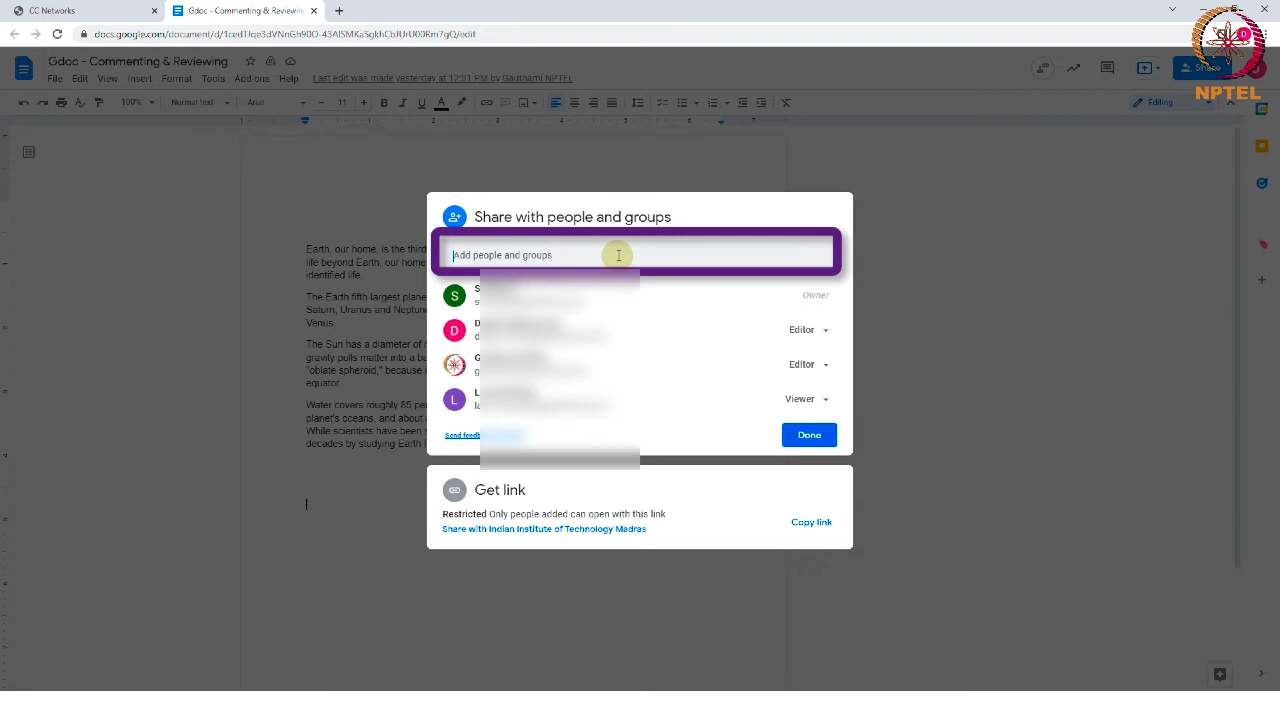 CC Networks
Gdoc - Commenting & Reviewing
docs.google.com/document/d/1cedTJqe3dVNnGh90O-43AISMKaSgkhCbJUrU00Rm7gQ/edit
Gdoc - Commenting & Reviewing
File Edit View Insert Format Tools Add-ons Help Last edit was made yesterday at 12:31 PM by Gauthami NPTEL
Share
NPTEL
100% Normal text Arial 11 Editing
Share with people and groups
Add people and groups
Earth, our home, is the third
life beyond Earth, our home
identified life.
The Earth fifth-largest plane
Saturn, Uranus and Neptune
Venus.
The Sun has a diameter of
gravity pulls matter into a ba
"oblate spheroid," because i
equator.
Water covers roughly 85 pe
planet's oceans, and about
While scientists have been s
decades by studying Earth f
S
Owner
D
Editor
Editor
L
Viewer
Send feedb
Done
Get link
Restricted Only people added can open with this link
Share with Indian Institute of Technology Madras
Copy link